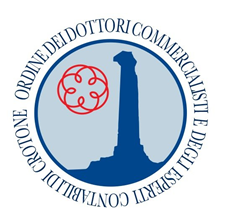 ORDINE DEI DOTTORI COMMERCIALISTI E DEGLI ESPERTI CONTABILI DI CROTONE